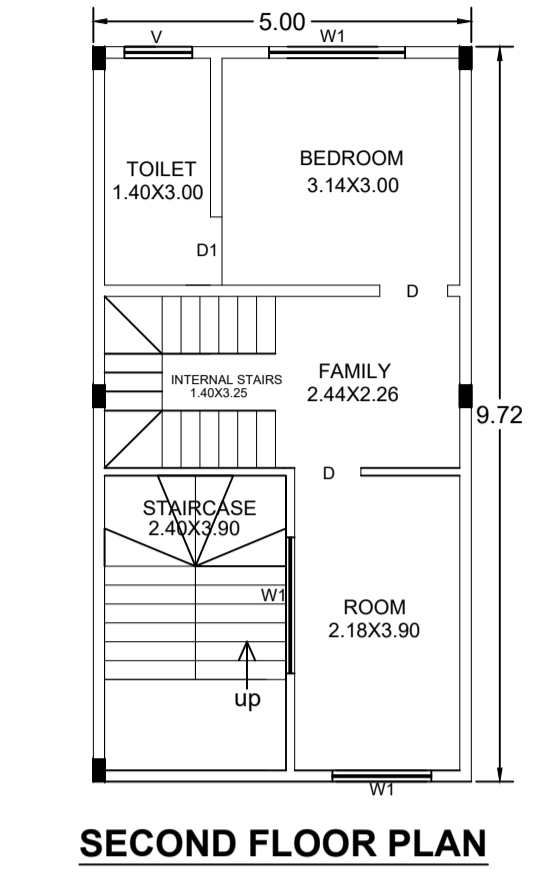 5.00
V
W1
TOILET
1.40X3.00
BEDROOM
3.14X3.00
D1
D
INTERNAL STAIRS
1.40X3.25
FAMILY
2.44X2.26
9.72
D
STAIRCASE
2.40X3.90
W1
ROOM
2.18X3.90
up
W1
SECOND FLOOR PLAN